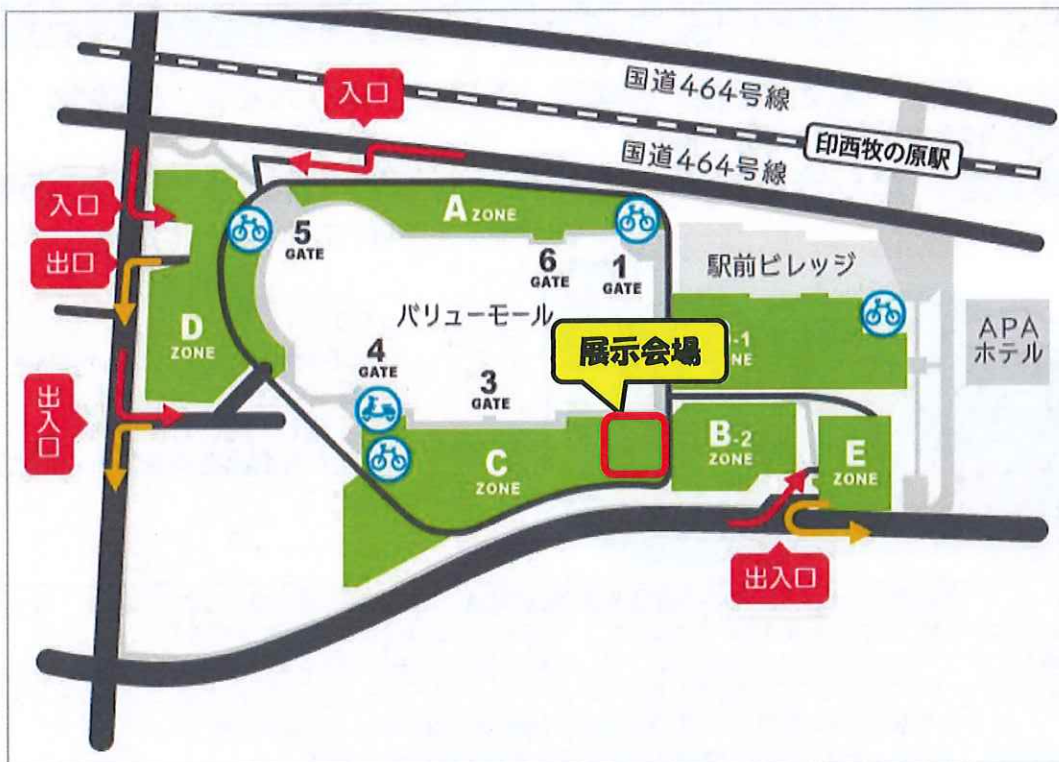 国道464号線
入口
印西牧の原駅
国道464号線
入口
A ZONE
5
GATE
6
GATE
1
GATE
駅前ビレッジ
出口
バリューモール
展示会場
-1
ZONE
APA
ホテル
D
ZONE
4
GATE
3
GATE
出入口
C
ZONE
B-2
ZONE
E
ZONE
出入口